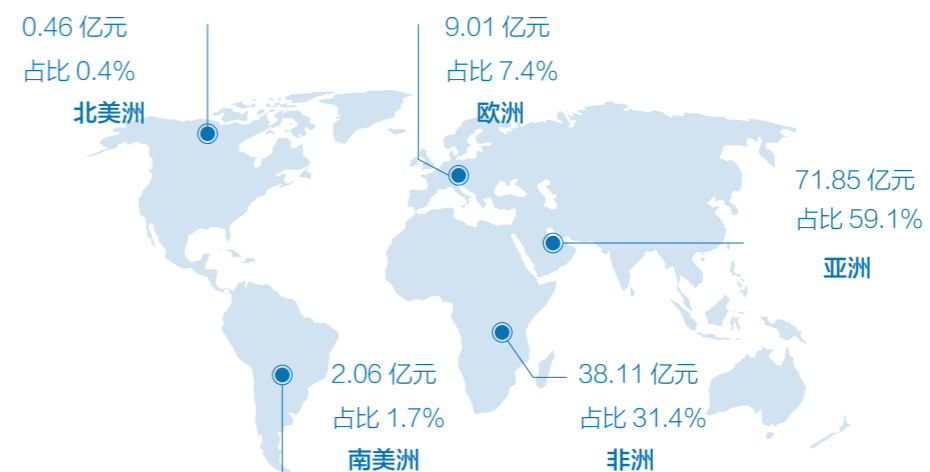 0.46 亿元
占比 0.4%
北美洲
9.01 亿元
占比 7.4%
欧洲
71.85 亿元
占比 59.1%
亚洲
2.06 亿元
占比 1.7%
南美洲
38.11 亿元
占比 31.4%
非洲